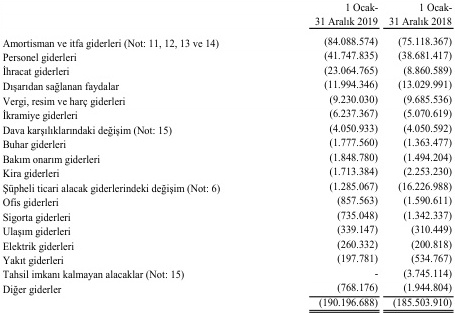 1 Ocak- 1 Ocak-
31 Aralık 2019 31 Aralık 2018
Amortisman ve itfa giderleri (Not: 11, 12, 13 ve 14) (84.088.574) (75.118.367)
Personel giderleri (41.747.835) (38.681.417)
İhracat giderleri (23.064.765) (8.860.589)
Dışarıdan sağlanan faydalar (11.994.346) (13.029.991)
Vergi, resim ve harç giderleri (9.230.030) (9.685.536)
İkramiye giderleri (6.237.367) (5.070.619)
Dava karşılıklarındaki değişim (Not: 15) (4.050.933) (4.050.592)
Buhar giderleri (1.777.560) (1.363.477)
Bakım onarım giderleri (1.848.780) (1.494.204)
Kira giderleri (1.713.384) (2.253.230)
Şüpheli ticari alacak giderlerindeki değişim (Not: 6) (1.285.067) (16.226.988)
Ofis giderleri (857.563) (1.590.611)
Sigorta giderleri (735.048) (1.342.337)
Ulaşım giderleri (339.147) (310.449)
Elektrik giderleri (260.332) (200.818)
Yakıt giderleri (197.781) (534.767)
Tahsil imkanı kalmayan alacaklar (Not: 15) - (3.745.114)
Diğer giderler (768.176) (1.944.804)
(190.196.688) (185.503.910)